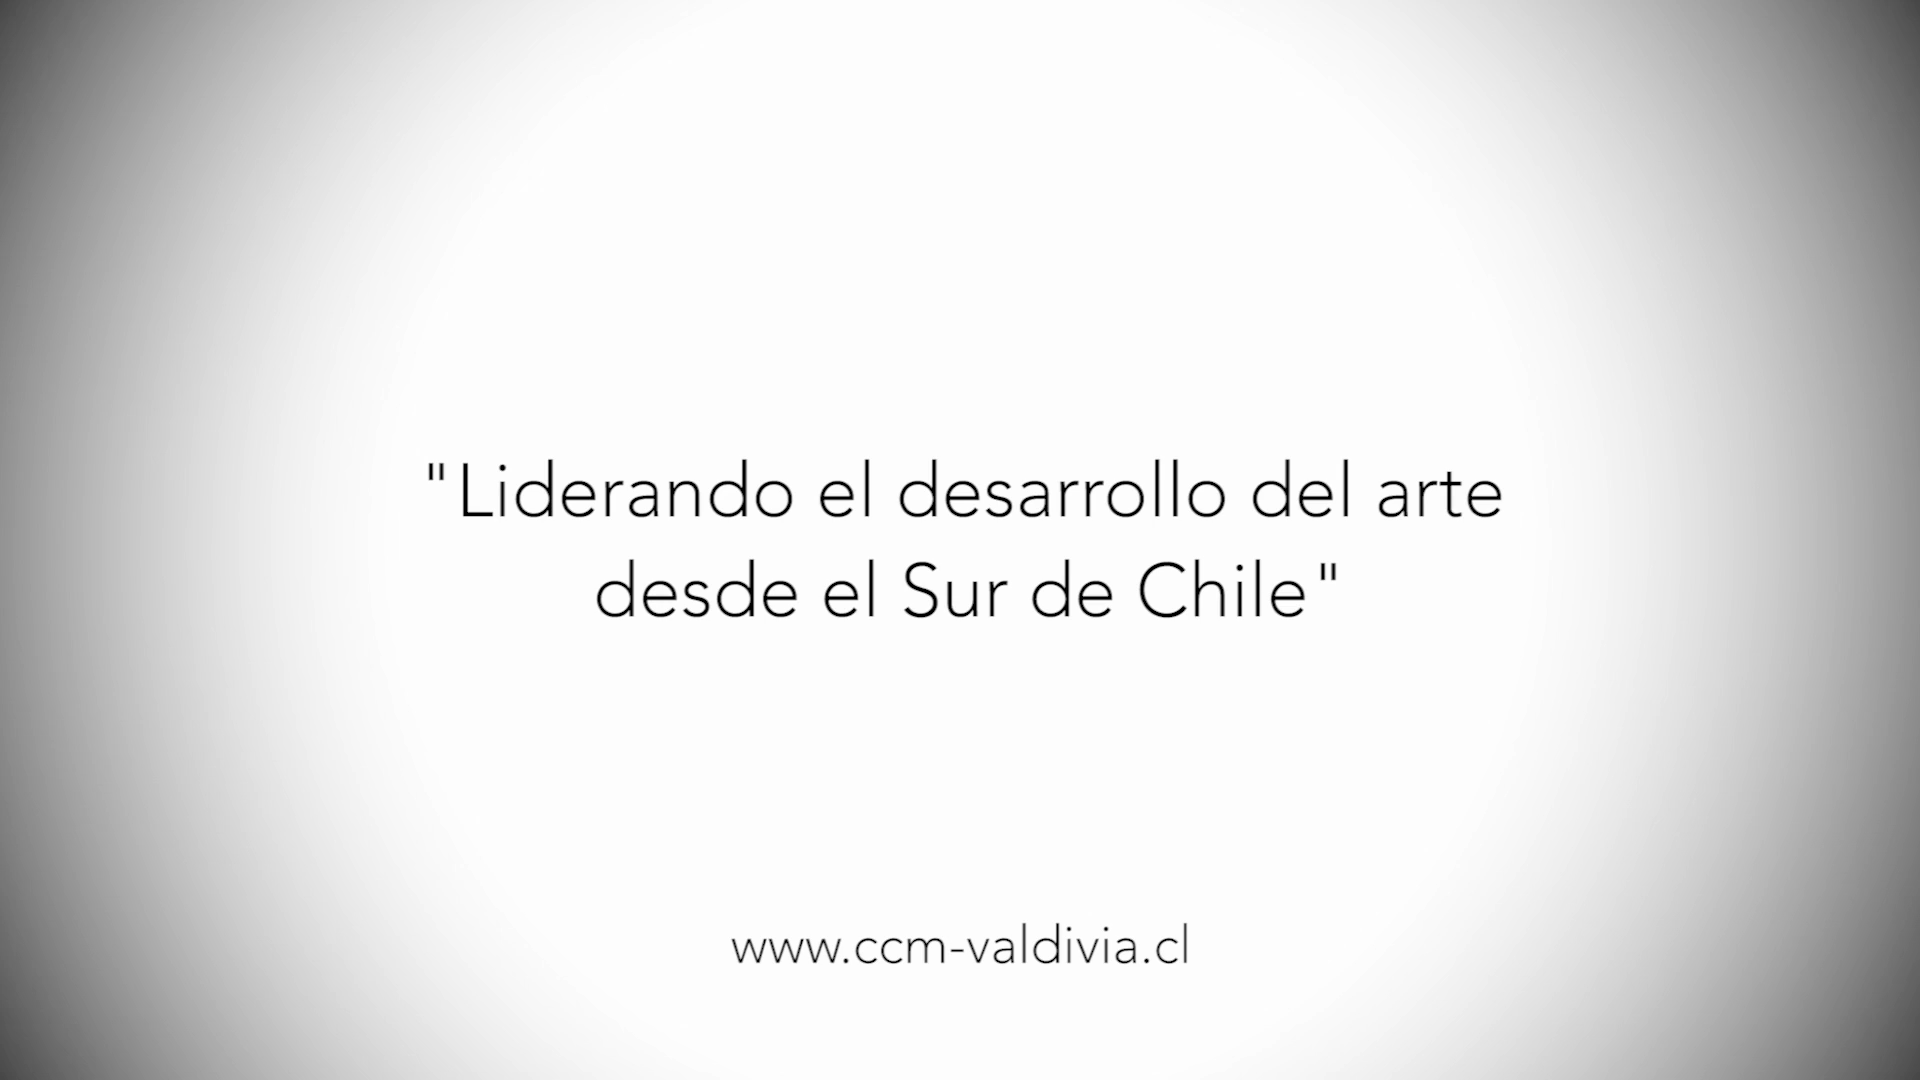 "Liderando el desarrollo del arte
desde el Sur de Chile"
www.ccm-valdivia.cl